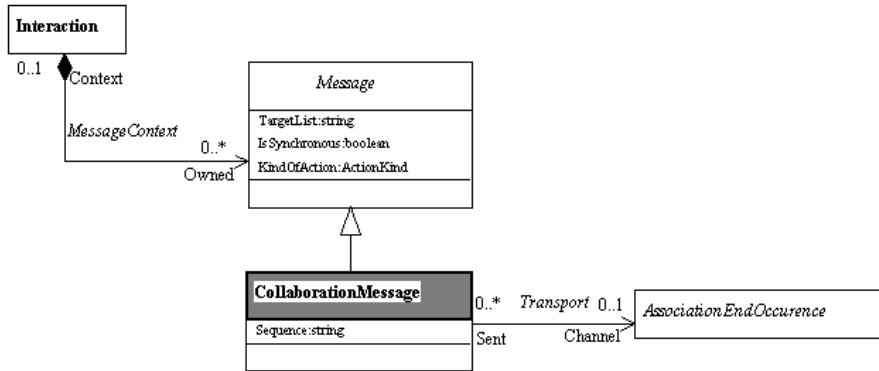 Interaction
0..1
Context
MessageContext
0..*
Owned
Message
TargetList:string
IsSynchronous:boolean
KindOfAction:ActionKind
CollaborationMessage
Sequence:string
0..* Transport 0..1
Sent Channel
AssociationEndOccurence